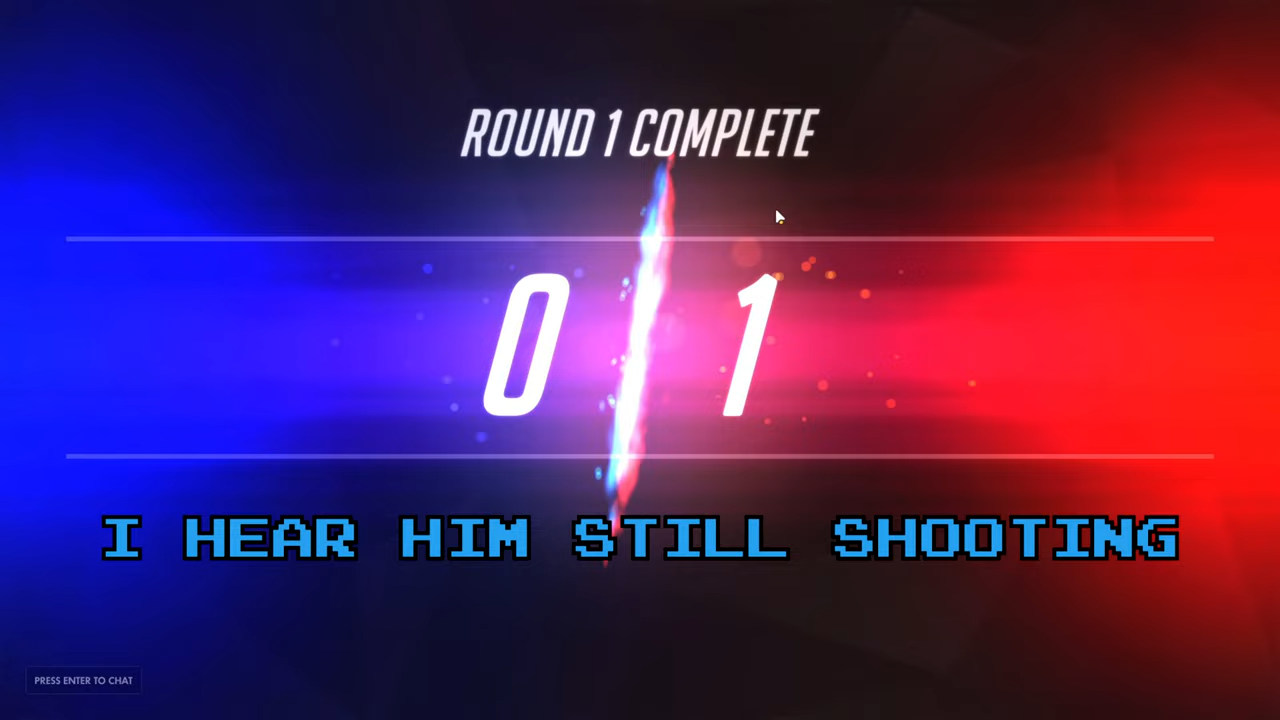 ROUND 1 COMPLETE
0 1
I HEAR HIM STILL SHOOTING
PRESS ENTER TO CHAT